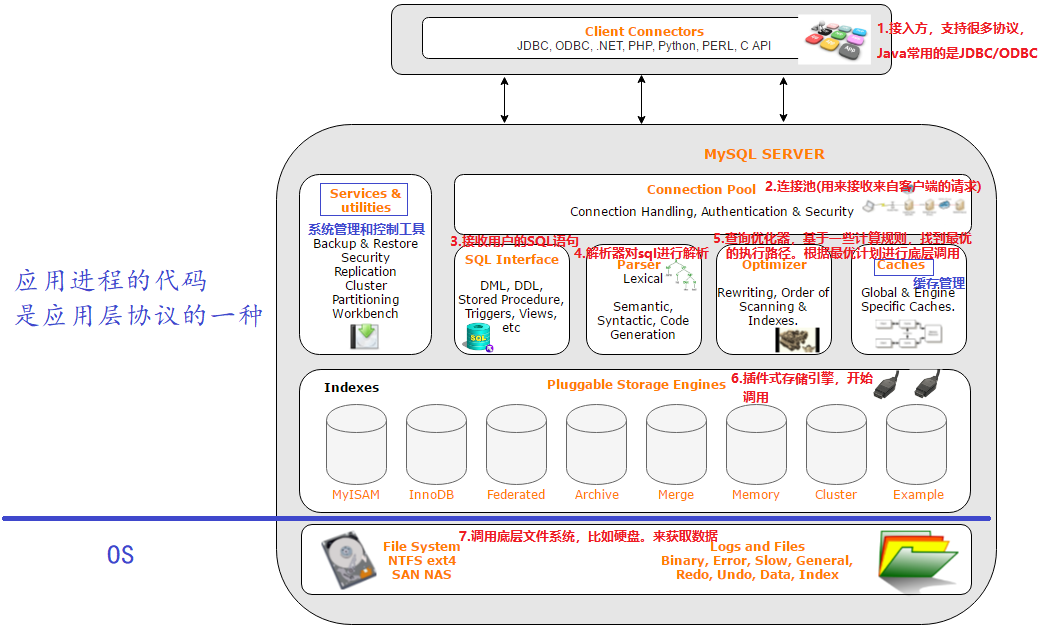 Client Connectors
JDBC, ODBC, .NET, PHP, Python, PERL, C API
1.接入方，支持很多协议，
Java常用的是JDBC/ODBC
MySQL SERVER
Services &
utilities
系统管理和控制工具
Backup & Restore
Security
Replication
Cluster
Partitioning
Workbench
Connection Pool
2.连接池(用来接收来自客户端的请求)
Connection Handling, Authentication & Security
3.接收用户的SQL语句
SQL Interface
DML, DDL,
Stored Procedure,
Triggers, Views,
etc
SQL
4.解析器对sql进行解析
Parser
Lexical
Semantic,
Syntactic, Code
Generation
5.查询优化器，基于一些计算规则，找到最优
的执行路径。根据最优计划进行底层调用
Optimizer
Rewriting, Order of
Scanning &
Indexes.
Caches
缓存管理
Global & Engine
Specific Caches.
应用进程的代码
是应用层协议的一种
Indexes
Pluggable Storage Engines
6.插件式存储引擎，开始
调用
MyISAM
InnoDB
Federated
Archive
Merge
Memory
Cluster
Example
OS
7.调用底层文件系统，比如硬盘。来获取数据
File System
NTFS ext4
SAN NAS
Logs and Files
Binary, Error, Slow, General,
Redo, Undo, Data, Index